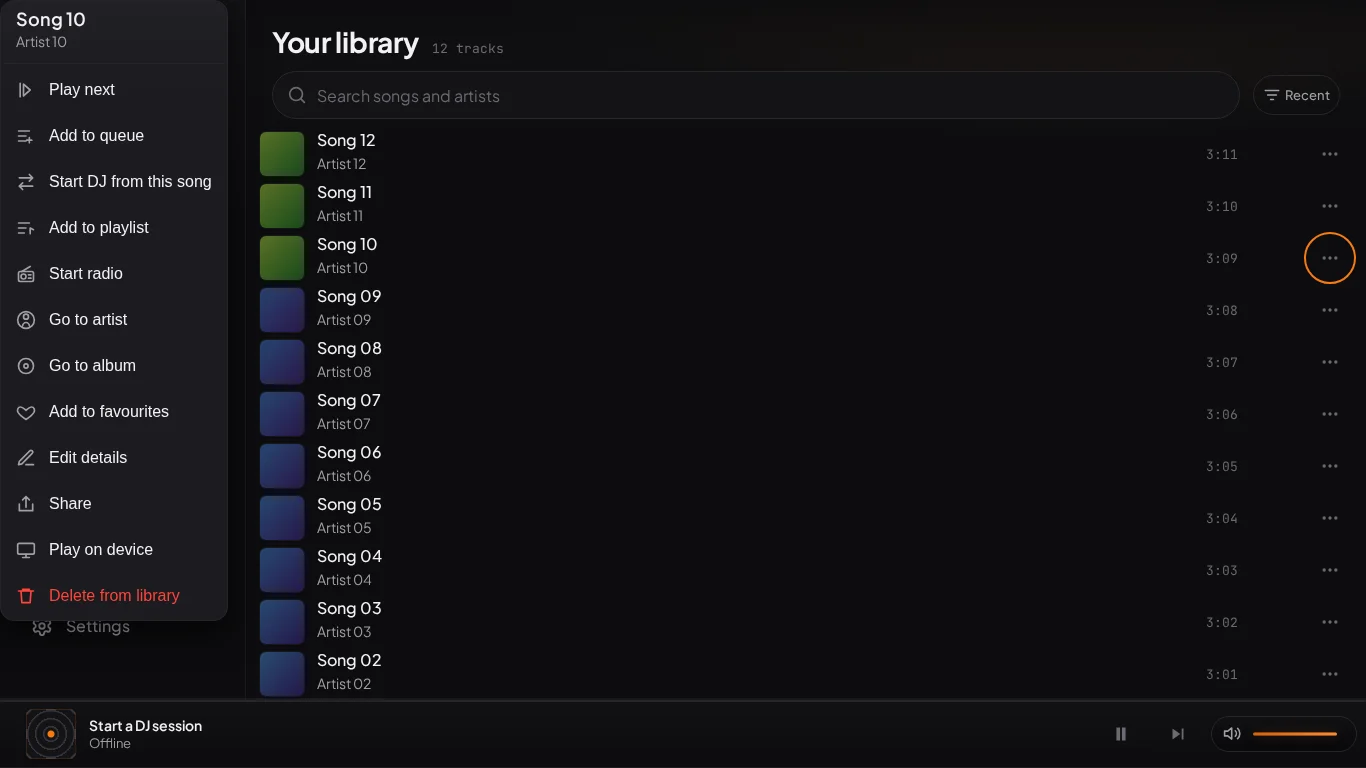 Song 10
Artist 10
Play next
Add to queue
Start DJ from this song
Add to playlist
Start radio
Go to artist
Go to album
Add to favourites
Edit details
Share
Play on device
Delete from library
Settings
Your library 12 tracks
Search songs and artists
Recent
Song 12
Artist 12
3:11
Song 11
Artist 11
3:10
Song 10
Artist 10
3:09
Song 09
Artist 09
3:08
Song 08
Artist 08
3:07
Song 07
Artist 07
3:06
Song 06
Artist 06
3:05
Song 05
Artist 05
3:04
Song 04
Artist 04
3:03
Song 03
Artist 03
3:02
Song 02
Artist 02
3:01
Start a DJ session
Offline